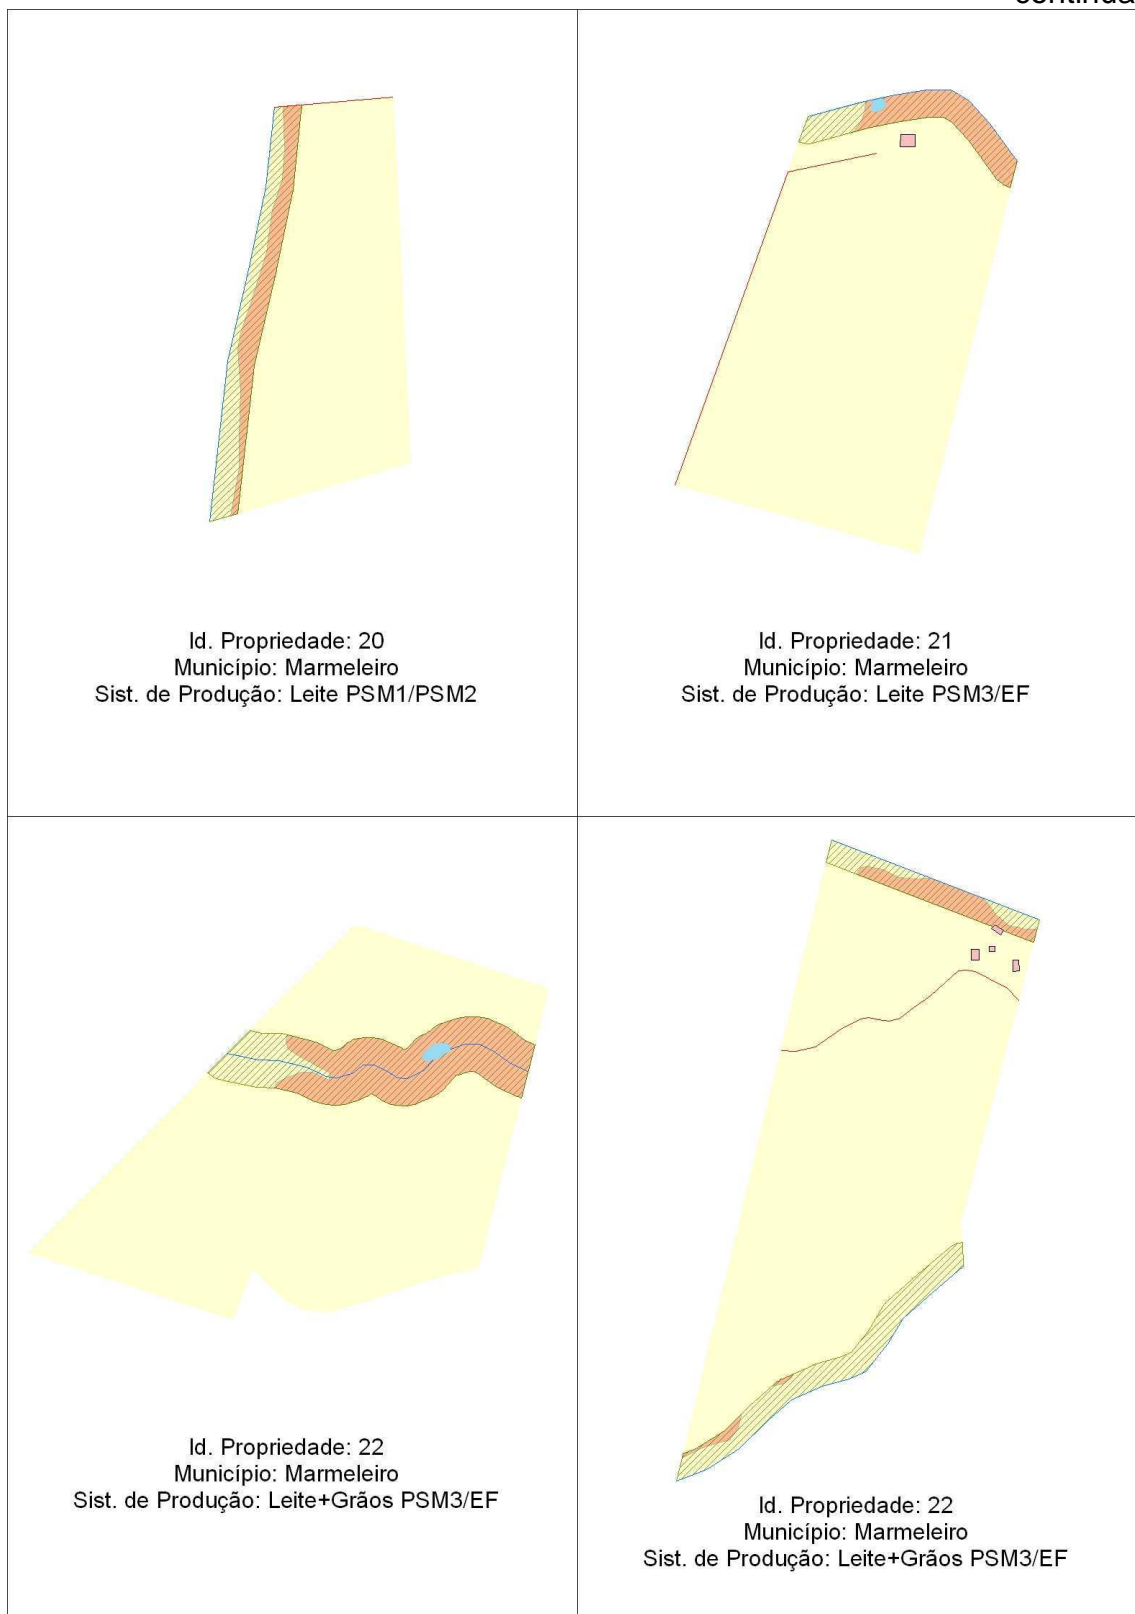 continua
Id. Propriedade: 20
Município: Marmeleiro
Sist. de Produção: Leite PSM1/PSM2
Id. Propriedade: 21
Município: Marmeleiro
Sist. de Produção: Leite PSM3/EF
Id. Propriedade: 22
Município: Marmeleiro
Sist. de Produção: Leite+Grãos PSM3/EF
Id. Propriedade: 22
Município: Marmeleiro
Sist. de Produção: Leite+Grãos PSM3/EF